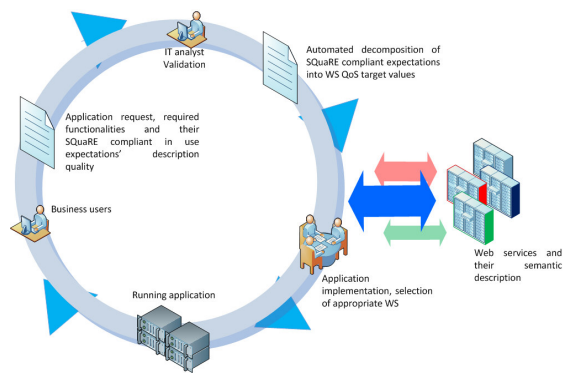 IT analyst
Validation
Automated decomposition of
SQuaRE compliant expectations
into WS QoS target values
Application request, required
functionalities and their
SQuaRE compliant in use
expectations' description
quality
Business users
Web services and
their semantic
description
Application
implementation, selection
of appropriate WS
Running application